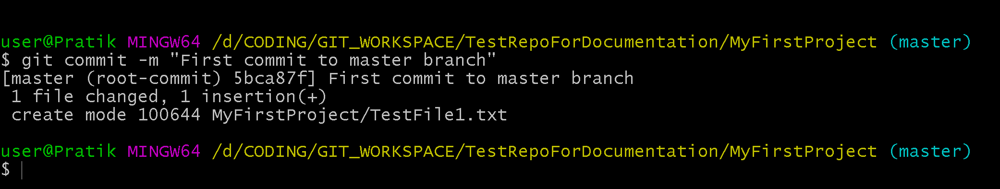 user@Pratik MINGW64 /d/CODING/GIT_WORKSPACE/TestRepoForDocumentation/MyFirstProject (master)
$ git commit -m "First commit to master branch"
[master (root-commit) 5bca87f] First commit to master branch
 1 file changed, 1 insertion(+)
 create mode 100644 MyFirstProject/TestFile1.txt
user@Pratik MINGW64 /d/CODING/GIT_WORKSPACE/TestRepoForDocumentation/MyFirstProject (master)
$